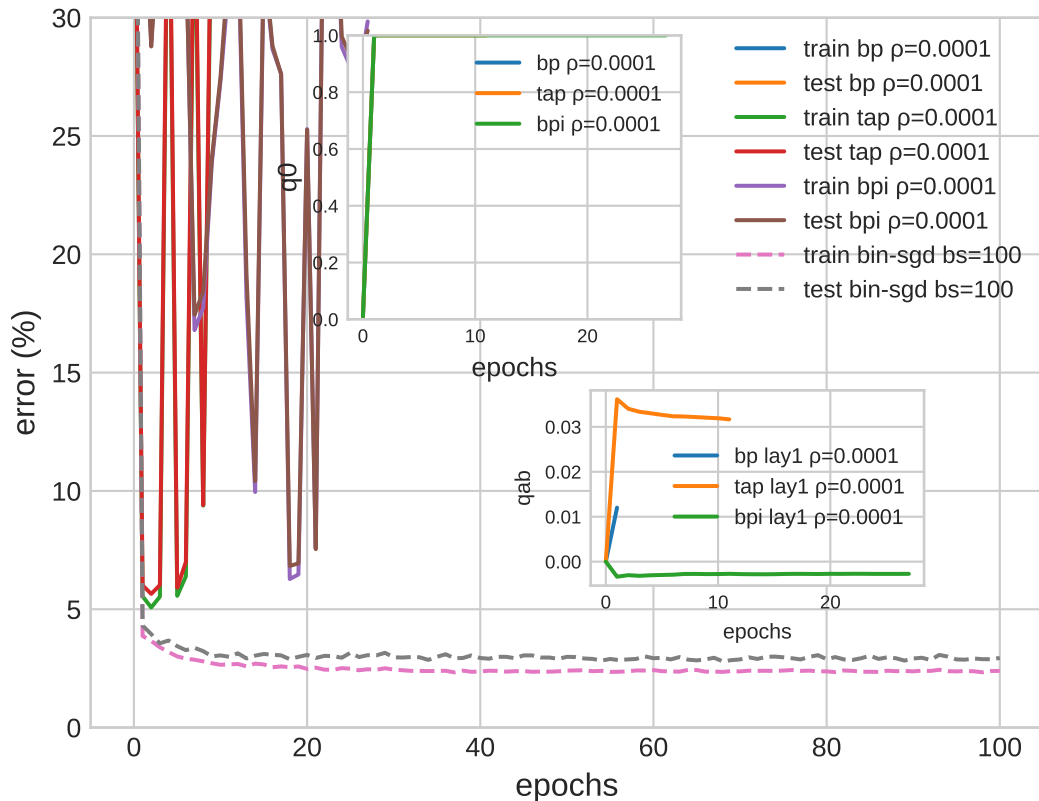 30
25
20
15
10
5
0
error (%)
0
20
40
60
80
100
epochs
train bp ρ=0.0001
test bp ρ=0.0001
train tap ρ=0.0001
test tap ρ=0.0001
train bpi ρ=0.0001
test bpi ρ=0.0001
train bin-sgd bs=100
test bin-sgd bs=100
1.0
0.8
0.6
0.4
0.2
0.0
q0
bp ρ=0.0001
tap ρ=0.0001
bpi ρ=0.0001
0
10
20
epochs
0.03
0.02
0.01
0.00
qab
bp lay1 ρ=0.0001
tap lay1 ρ=0.0001
bpi lay1 ρ=0.0001
0
10
20
epochs